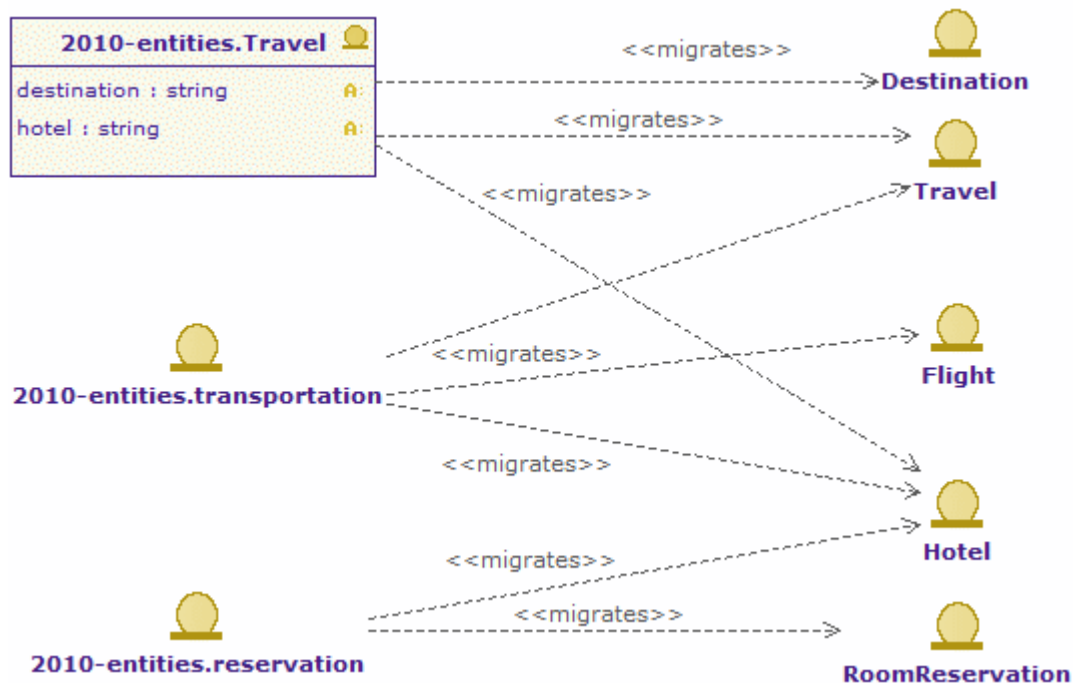 2010-entities.Travel
destination : string A:
hotel : string A:
<<migrates>>
Destination
<<migrates>>
Travel
<<migrates>>
2010-entities.transportation
<<migrates>>
Flight
<<migrates>>
Hotel
<<migrates>>
<<migrates>>
2010-entities.reservation
RoomReservation